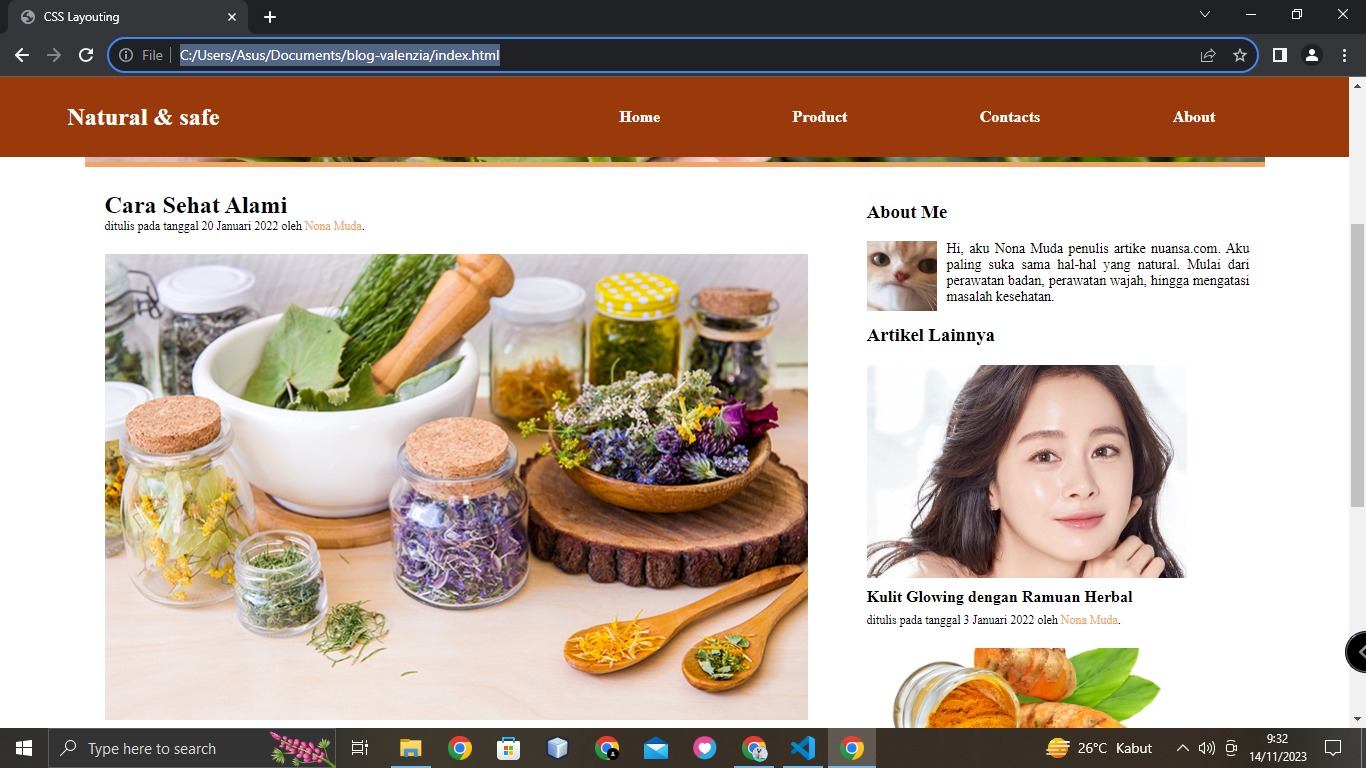 CSS Layouting
File
C:/Users/Asus/Documents/blog-valenzia/index.html
Natural & safe
Home
Product
Contacts
About
Cara Sehat Alami
ditulis pada tanggal 20 Januari 2022 oleh Nona Muda.
About Me
Hi, aku Nona Muda penulis artike nuansa.com. Aku
paling suka sama hal-hal yang natural. Mulai dari
perawatan badan, perawatan wajah, hingga mengatasi
masalah kesehatan.
Artikel Lainnya
Kulit Glowing dengan Ramuan Herbal
ditulis pada tanggal 3 Januari 2022 oleh Nona Muda.
Type here to search
26°C Kabut
9:32
14/11/2023